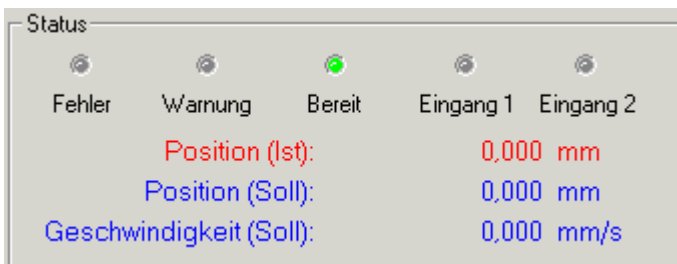 Status
Fehler Warnung Bereit Eingang 1 Eingang 2
Position (Ist): 0,000 mm
Position (Soll): 0,000 mm
Geschwindigkeit (Soll): 0,000 mm/s